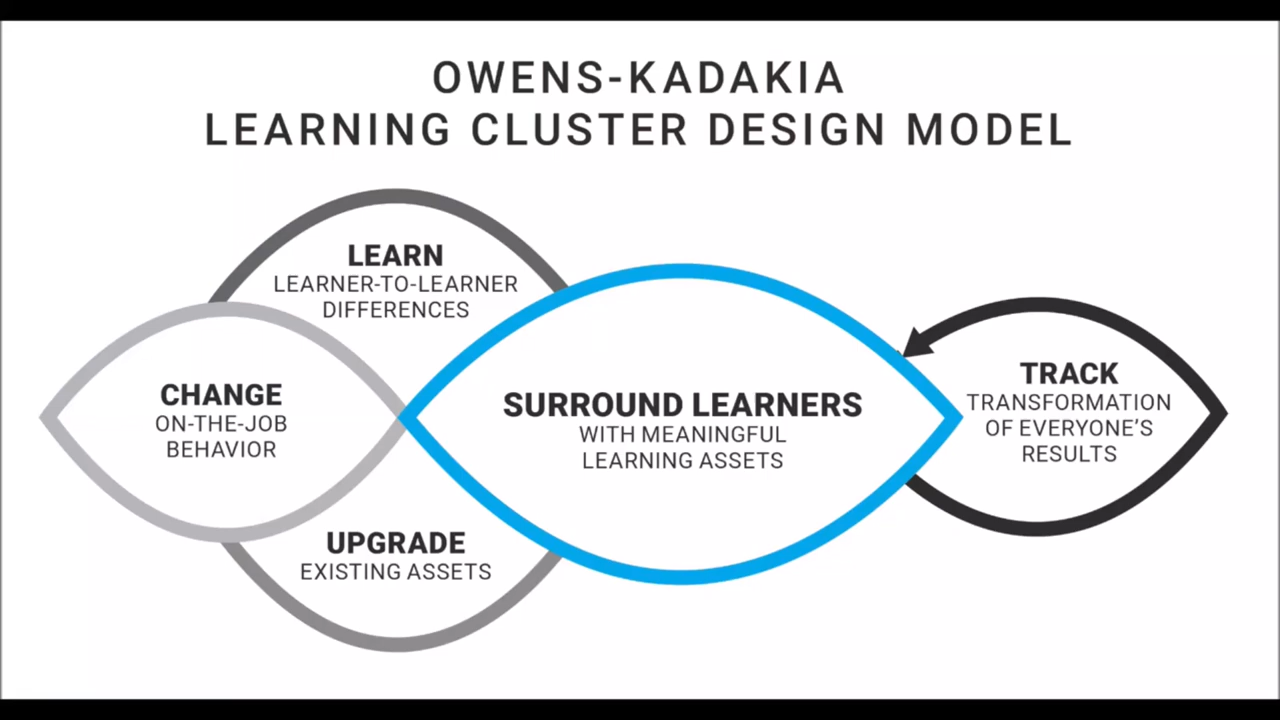 OWENS-KADAKIA
LEARNING CLUSTER DESIGN MODEL
LEARN
LEARNER-TO-LEARNER
DIFFERENCES
CHANGE
ON-THE-JOB
BEHAVIOR
UPGRADE
EXISTING ASSETS
SURROUND LEARNERS
WITH MEANINGFUL
LEARNING ASSETS
TRACK
TRANSFORMATION
OF EVERYONE'S
RESULTS